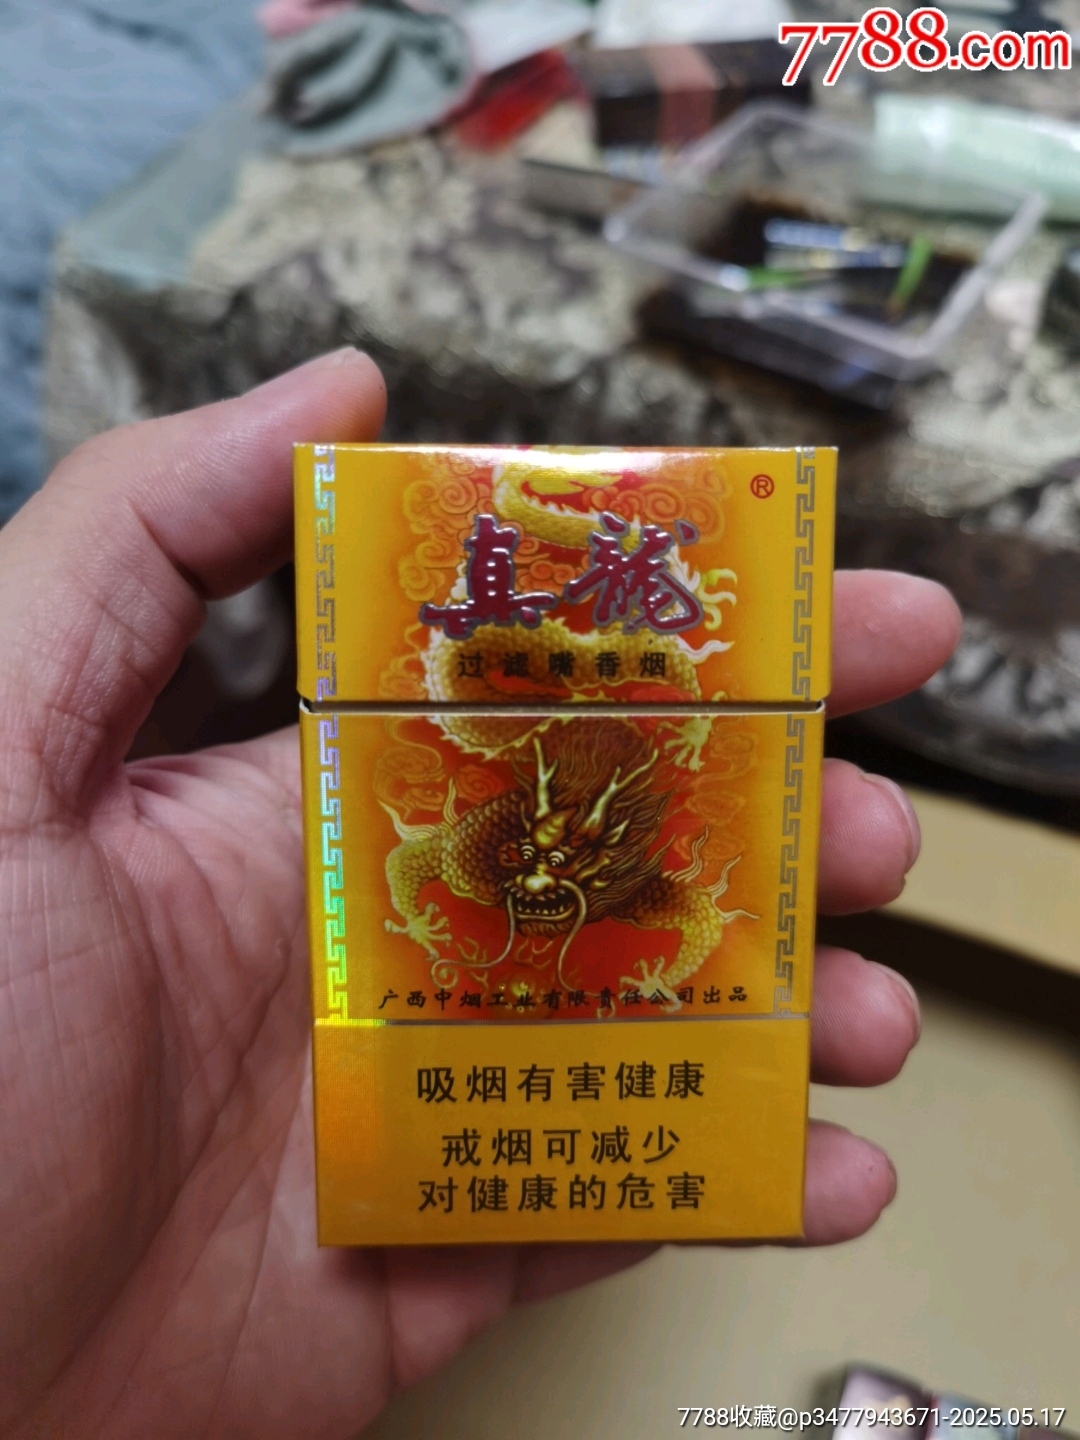 7788.com
®
真龍
过滤嘴香烟
广西中烟工业有限责任公司出品
吸烟有害健康
戒烟可减少
对健康的危害
7788收藏@p3477943671-2025.05.17